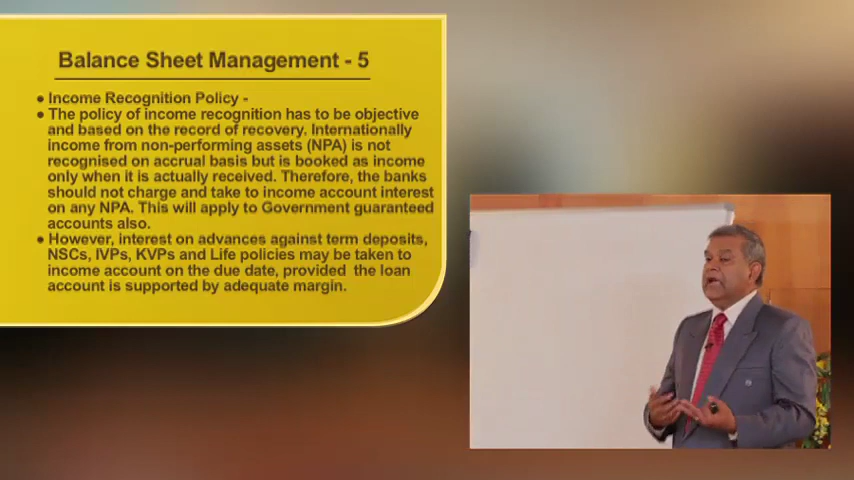 Balance Sheet Management - 5
● Income Recognition Policy -
● The policy of income recognition has to be objective
and based on the record of recovery. Internationally
income from non-performing assets (NPA) is not
recognised on accrual basis but is booked as income
only when it is actually received. Therefore, the banks
should not charge and take to income account interest
on any NPA. This will apply to Government guaranteed
accounts also.
● However, interest on advances against term deposits,
NSCs, IVPs, KVPs and Life policies may be taken to
income account on the due date, provided the loan
account is supported by adequate margin.